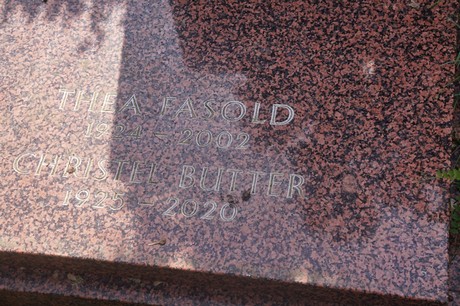 THEA FASOLD
1924 - 2002
CHRISTEL BUTTER
1925 - 2020